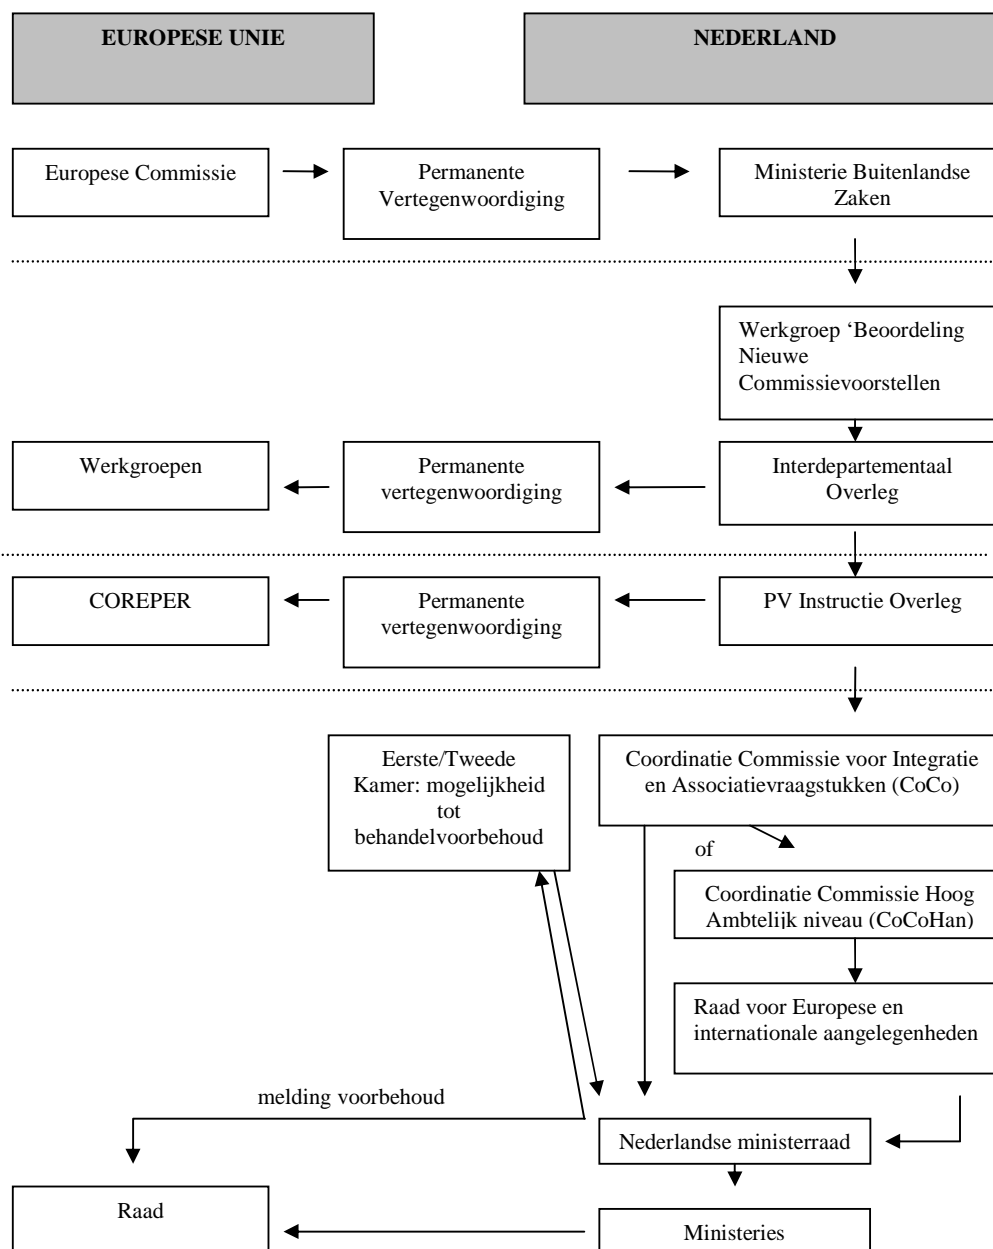 EUROPESE UNIE
NEDERLAND
Europese Commissie
Permanente
Vertegenwoordiging
Ministerie Buitenlandse
Zaken
Werkgroep ‘Beoordeling
Nieuwe
Commissievoorstellen
Werkgroepen
Permanente
vertegenwoordiging
Interdepartementaal
Overleg
COREPER
Permanente
vertegenwoordiging
PV Instructie Overleg
Eerste/Tweede
Kamer: mogelijkheid
tot
behandelvoorbehoud
Coordinatie Commissie voor Integratie
en Associatievraagstukken (CoCo)
of
Coordinatie Commissie Hoog
Ambtelijk niveau (CoCoHan)
Raad voor Europese en
internationale aangelegenheden
melding voorbehoud
Nederlandse ministerraad
Raad
Ministeries